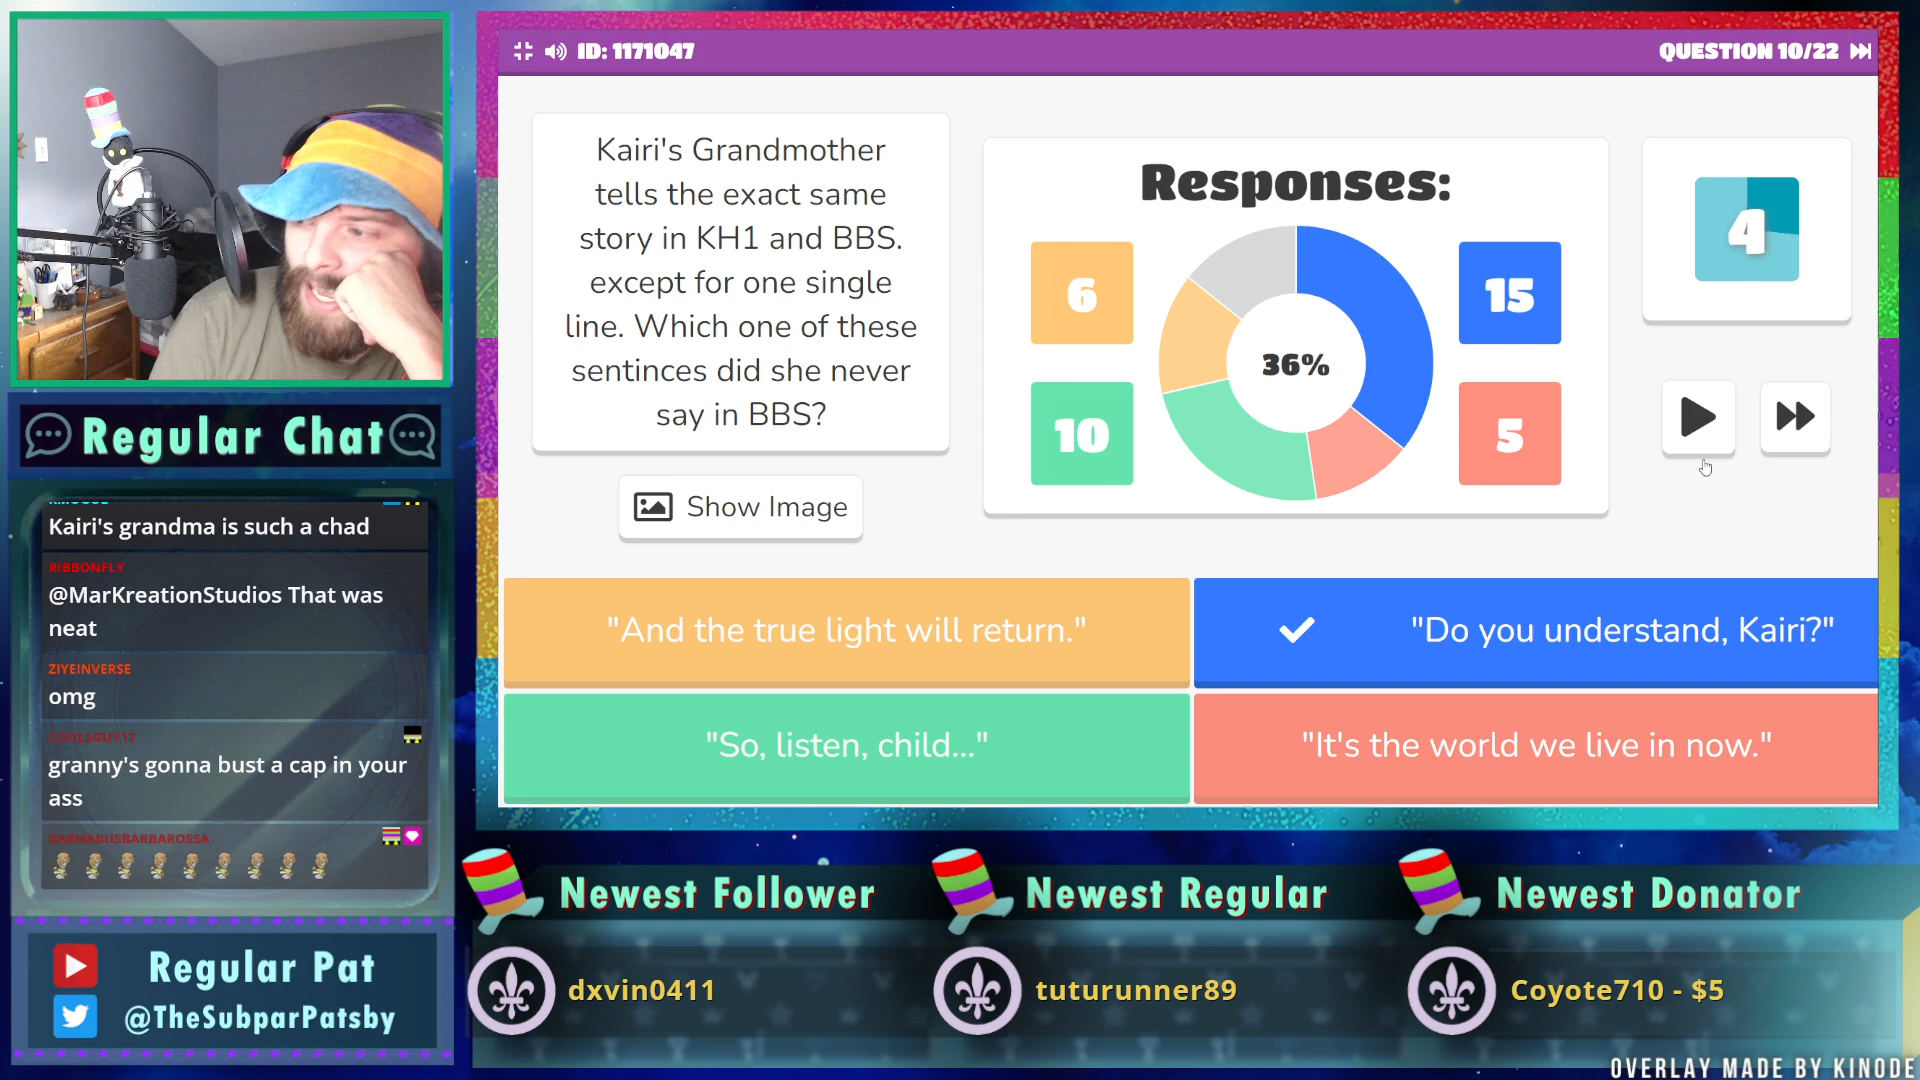 ID: 1171047
QUESTION 10/22
Kairi's Grandmother
tells the exact same
story in KH1 and BBS.
except for one single
line. Which one of these
sentinces did she never
say in BBS?
Show Image
Responses:
6
15
36%
10
5
4
"And the true light will return."
"Do you understand, Kairi?"
"So, listen, child..."
"It's the world we live in now."
Regular Chat
Kairi's grandma is such a chad
RIBBONFLY
@MarKreationStudios That was
neat
ZIYEINVERSE
omg
COOLSGUY17
granny's gonna bust a cap in your
ass
BARNABUSBARBAROSSA
Regular Pat
@TheSubparPatsby
Newest Follower
dxvin0411
Newest Regular
tuturunner89
Newest Donator
Coyote710 - $5
OVERLAY MADE BY KINODE